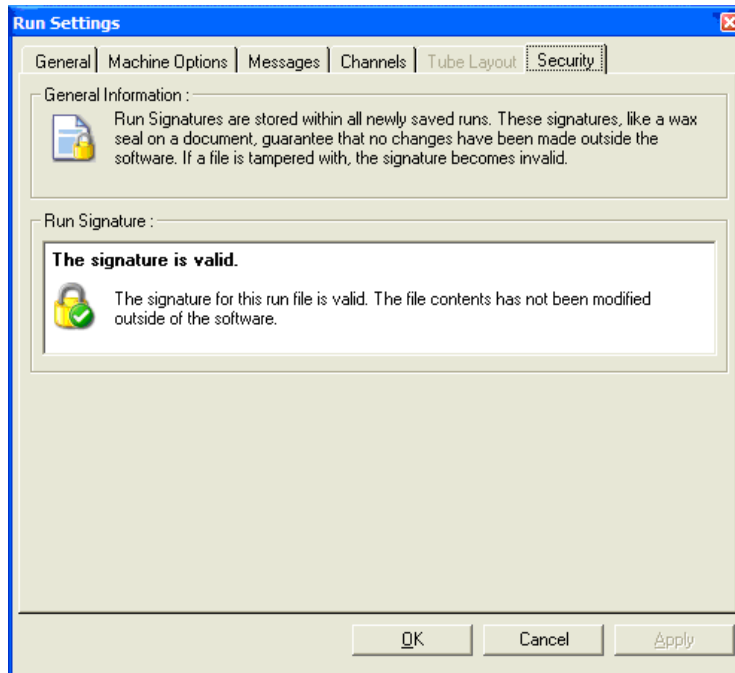 Run Settings
General Machine Options Messages Channels Tube Layout Security
General Information :
Run Signatures are stored within all newly saved runs. These signatures, like a wax
seal on a document, guarantee that no changes have been made outside the
software. If a file is tampered with, the signature becomes invalid.
Run Signature :
The signature is valid.
The signature for this run file is valid. The file contents has not been modified
outside of the software.
OK Cancel Apply